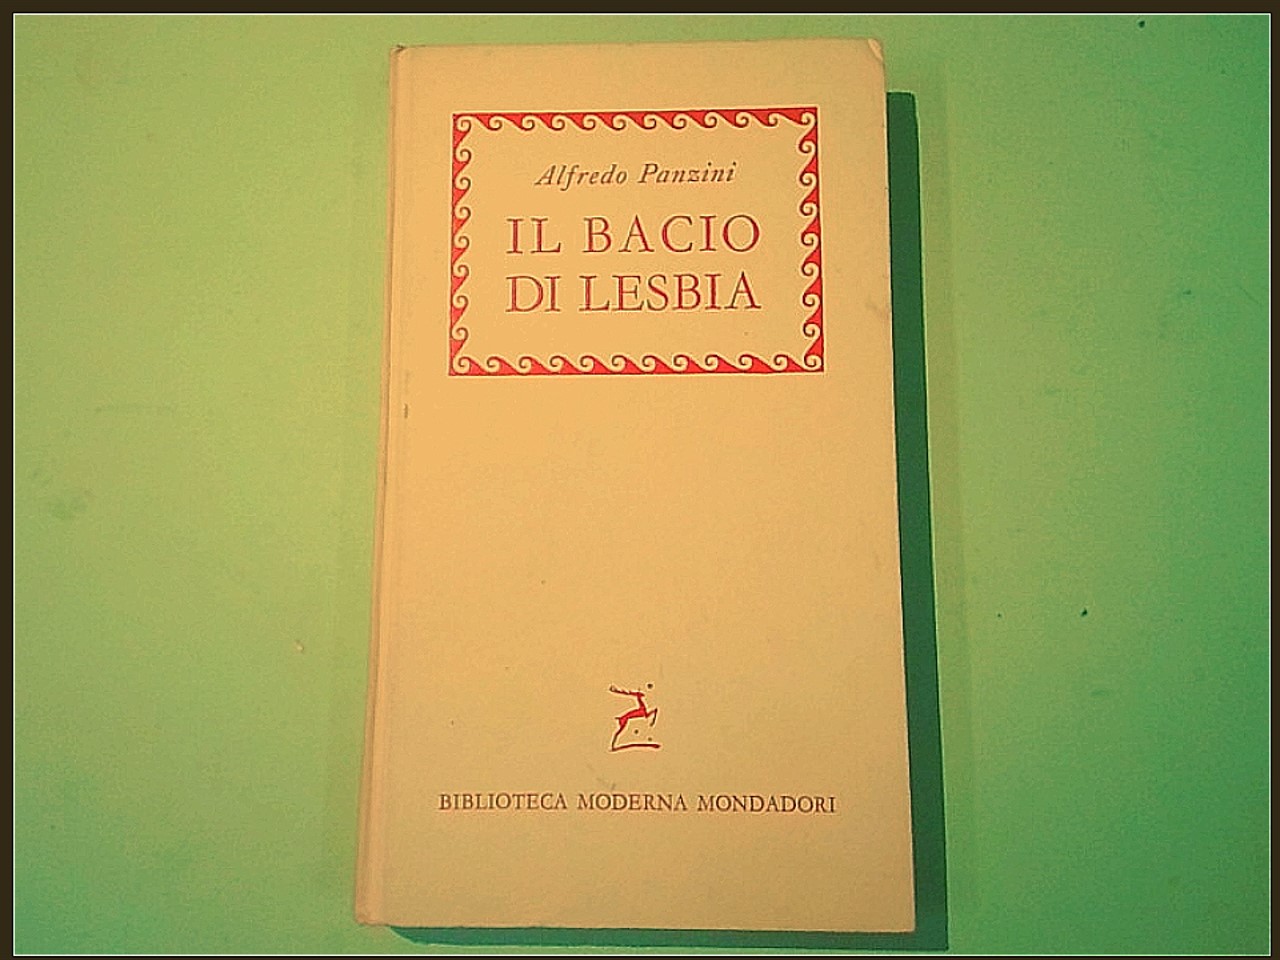 Alfredo Panzini
IL BACIO
DI LESBIA
BIBLIOTECA MODERNA MONDADORI